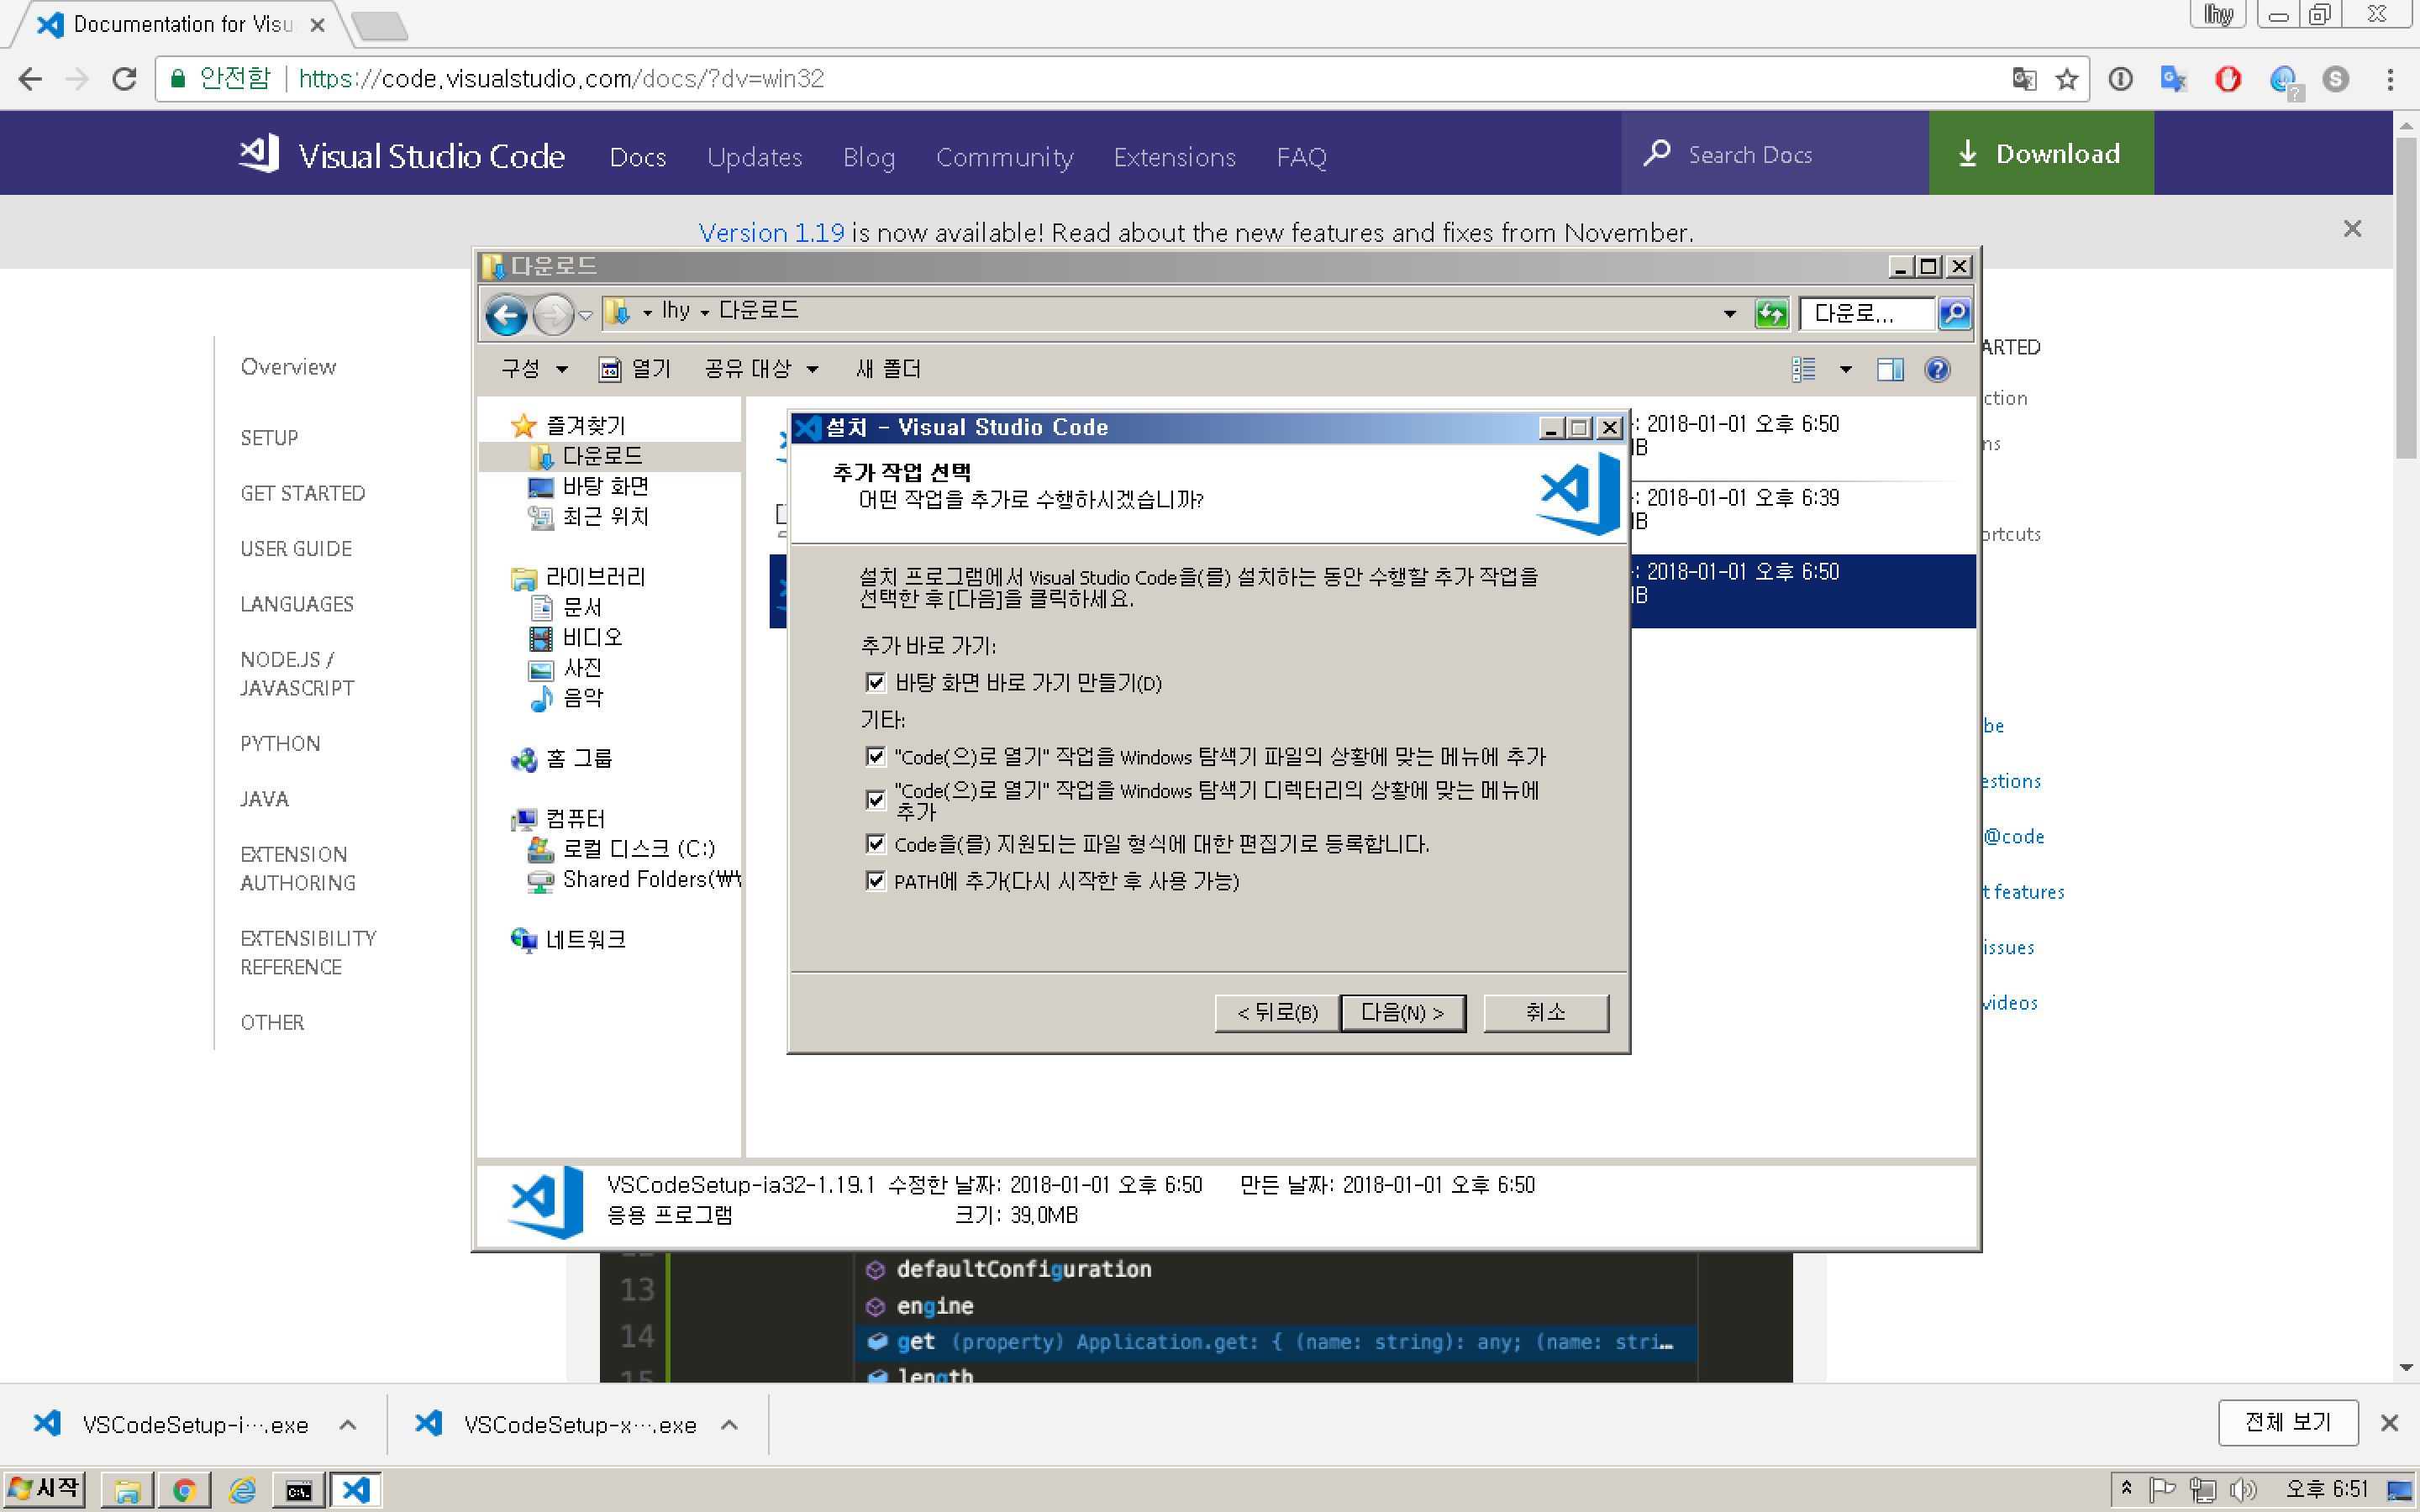 Documentation for Visu
lhy
안전함 https://code.visualstudio.com/docs/?dv=win32
Visual Studio Code
Docs
Updates
Blog
Community
Extensions
FAQ
Search Docs
Download
Version 1.19 is now available! Read about the new features and fixes from November.
Overview
SETUP
GET STARTED
USER GUIDE
LANGUAGES
NODE.JS /
JAVASCRIPT
PYTHON
JAVA
EXTENSION
AUTHORING
EXTENSIBILITY
REFERENCE
OTHER
다운로드
lhy 다운로드
다운로...
구성
열기
공유 대상
새 폴더
즐겨찾기
다운로드
바탕 화면
최근 위치
라이브러리
문서
비디오
사진
음악
홈 그룹
컴퓨터
로컬 디스크 (C:)
Shared Folders(₩
네트워크
: 2018-01-01 오후 6:50
: 2018-01-01 오후 6:39
: 2018-01-01 오후 6:50
설치 - Visual Studio Code
추가 작업 선택
어떤 작업을 추가로 수행하시겠습니까?
설치 프로그램에서 Visual Studio Code을(를) 설치하는 동안 수행할 추가 작업을
선택한 후 [다음]을 클릭하세요.
추가 바로 가기:
바탕 화면 바로 가기 만들기(D)
기타:
"Code(으)로 열기" 작업을 Windows 탐색기 파일의 상황에 맞는 메뉴에 추가
"Code(으)로 열기" 작업을 Windows 탐색기 디렉터리의 상황에 맞는 메뉴에
추가
Code을(를) 지원되는 파일 형식에 대한 편집기로 등록합니다.
PATH에 추가(다시 시작한 후 사용 가능)
< 뒤로(B)
다음(N) >
취소
ARTED
ction
ns
ortcuts
be
estions
@code
t features
issues
videos
VSCodeSetup-ia32-1.19.1 수정한 날짜: 2018-01-01 오후 6:50 만든 날짜: 2018-01-01 오후 6:50
응용 프로그램 크기: 39.0MB
13
14
15
defaultConfiguration
engine
get (property) Application.get: { (name: string): any; (name: stri…
length
VSCodeSetup-i….exe
VSCodeSetup-x….exe
전체 보기
시작
오후 6:51